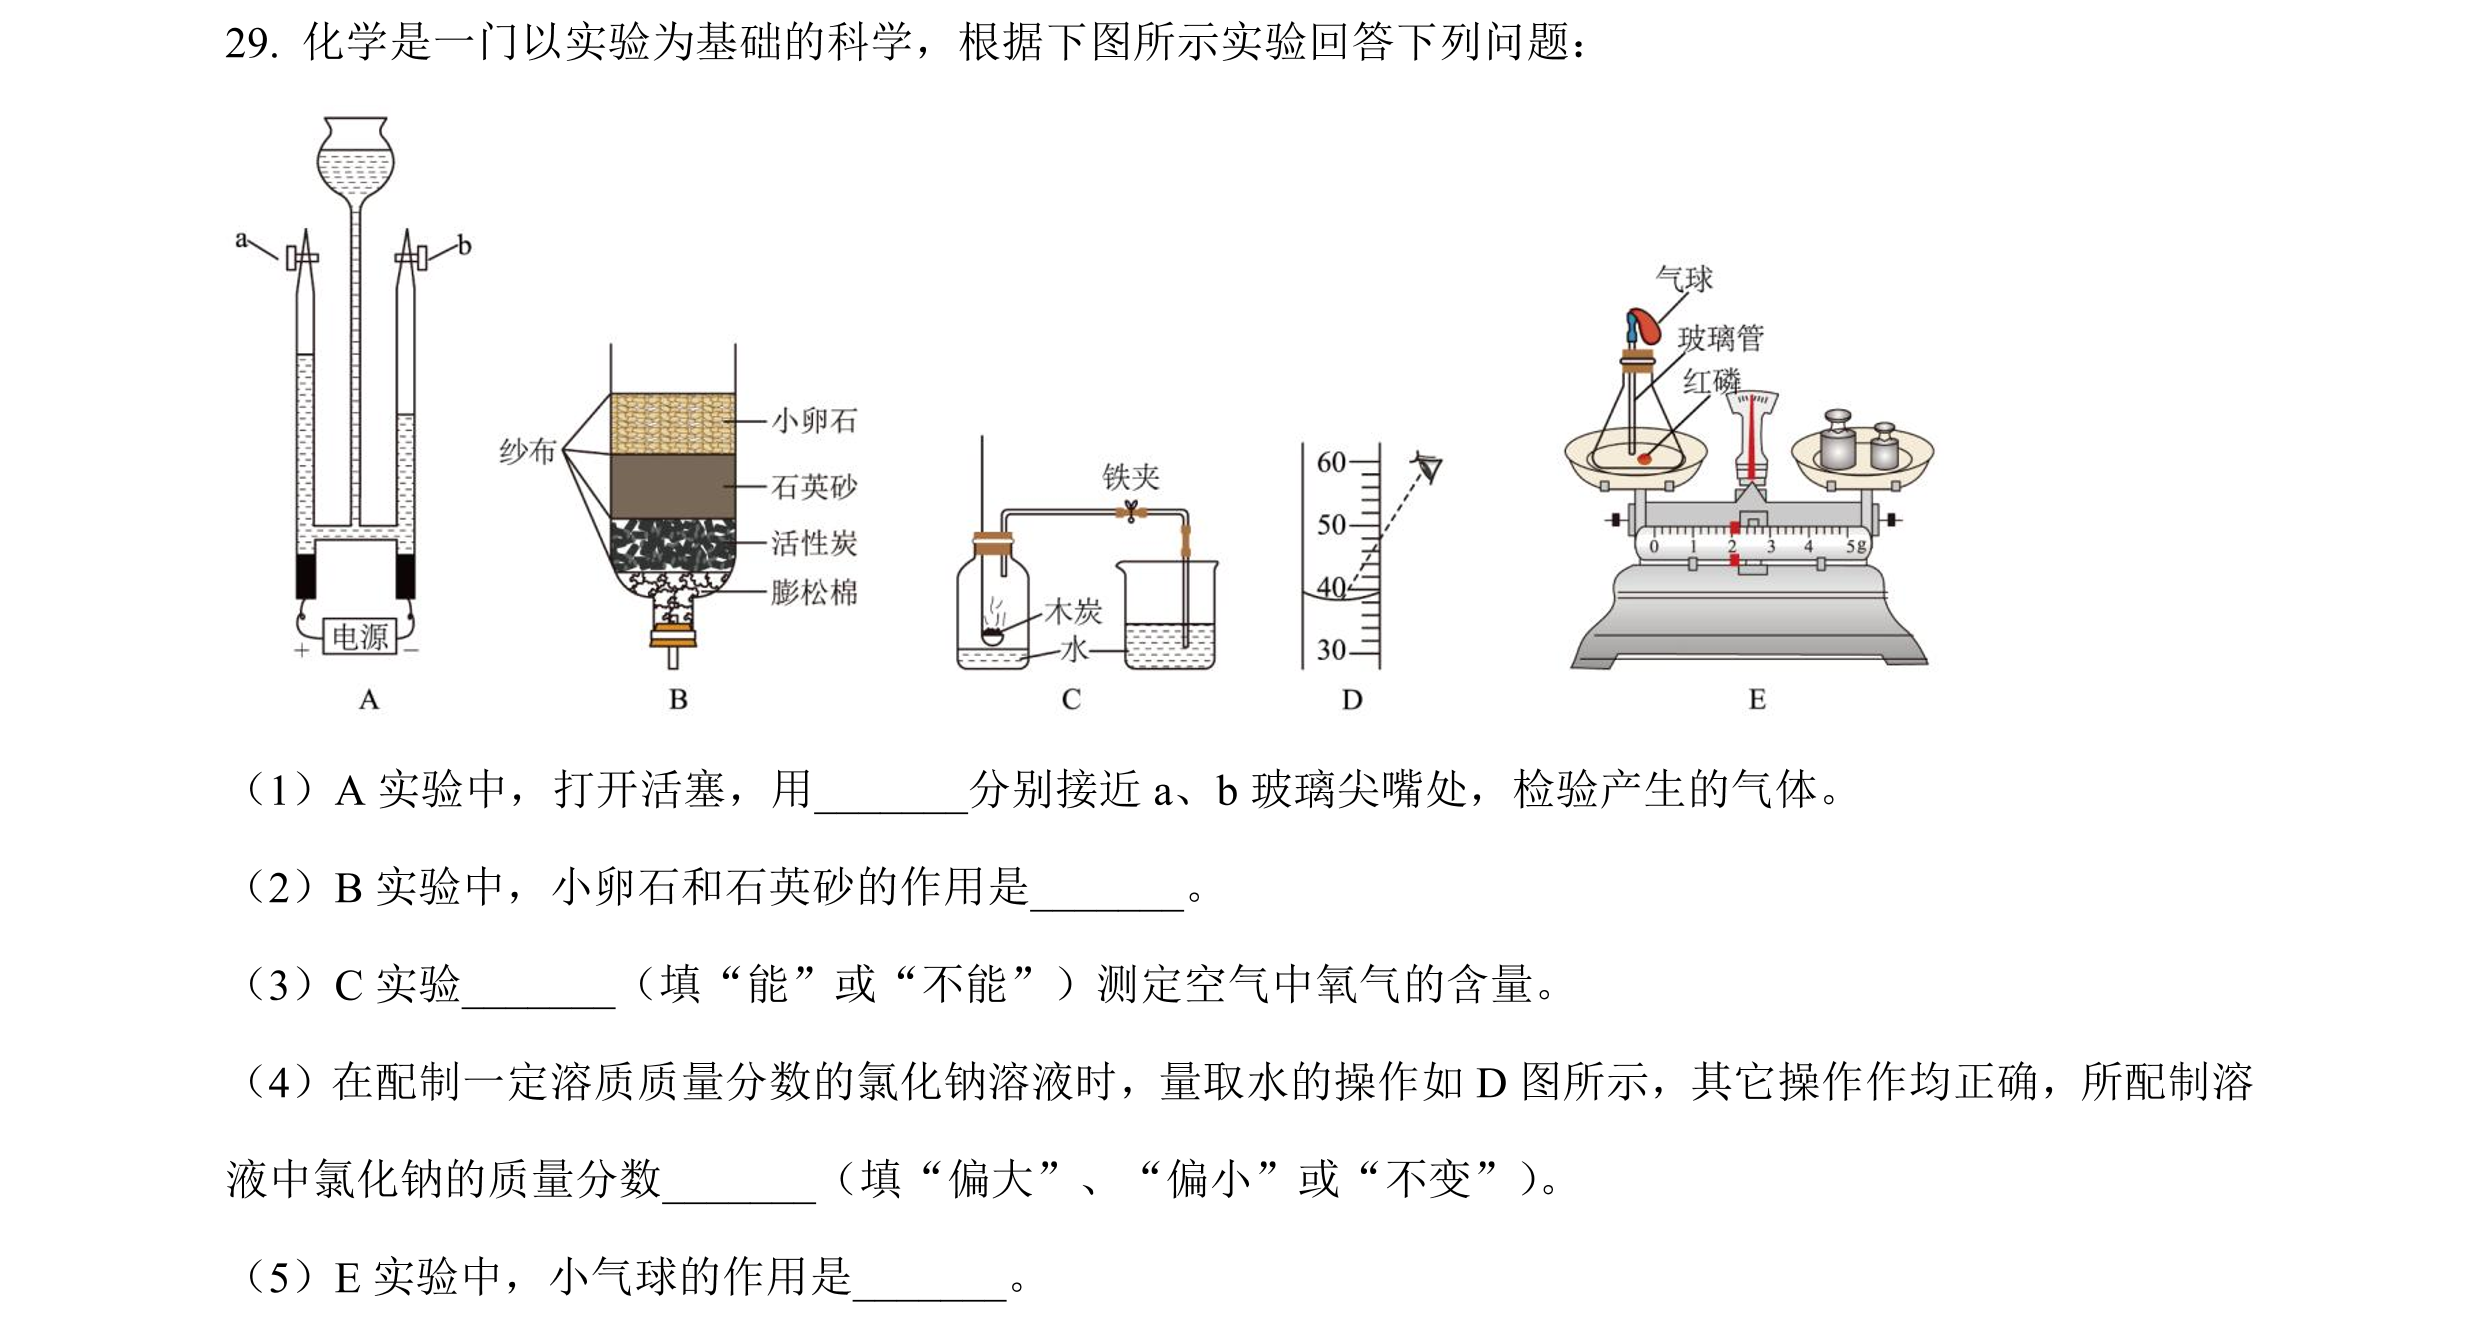 29. 化学是一门以实验为基础的科学，根据下图所示实验回答下列问题：
a
b
电源
+
−
A
纱布
小卵石
石英砂
活性炭
膨松棉
B
铁夹
木炭
水
C
60
50
40
30
D
气球
玻璃管
红磷
0 1 2 3 4 5g
E
（1）A 实验中，打开活塞，用_______分别接近 a、b 玻璃尖嘴处，检验产生的气体。
（2）B 实验中，小卵石和石英砂的作用是_______。
（3）C 实验_______（填“能”或“不能”）测定空气中氧气的含量。
（4）在配制一定溶质质量分数的氯化钠溶液时，量取水的操作如 D 图所示，其它操作作均正确，所配制溶
液中氯化钠的质量分数_______（填“偏大”、“偏小”或“不变”）。
（5）E 实验中，小气球的作用是_______。